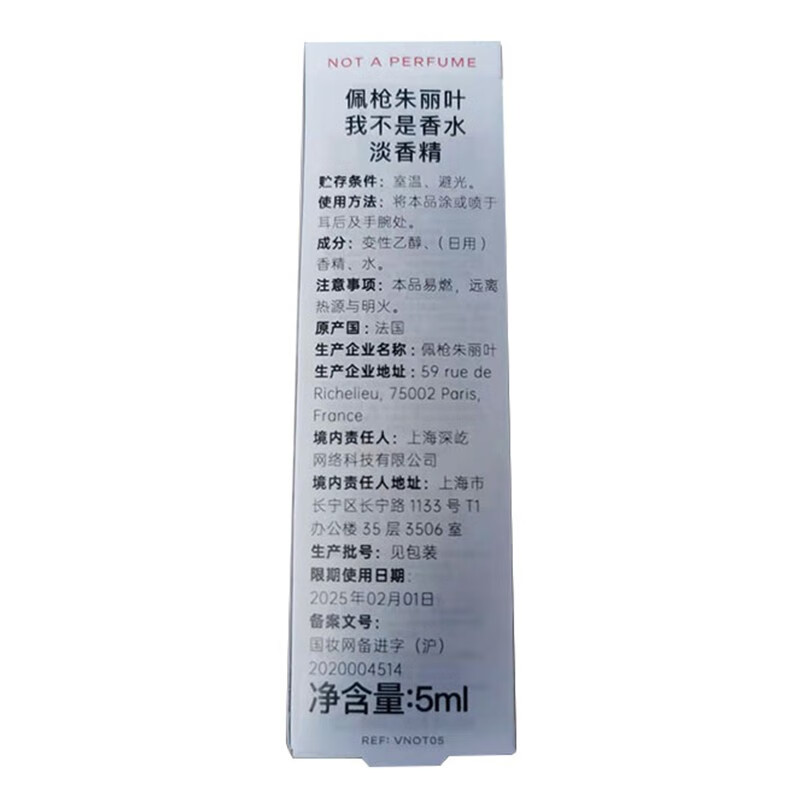 NOT A PERFUME
佩枪朱丽叶
我不是香水
淡香精
贮存条件：室温、避光。
使用方法：将本品涂或喷于
耳后及手腕处。
成分：变性乙醇、（日用）
香精、水。
注意事项：本品易燃，远离
热源与明火。
原产国：法国
生产企业名称：佩枪朱丽叶
生产企业地址：59 rue de
Richelieu, 75002 Paris,
France
境内责任人：上海深屹
网络科技有限公司
境内责任人地址：上海市
长宁区长宁路 1133 号 T1
办公楼 35 层 3506 室
生产批号：见包装
限期使用日期：
2025年02月01日
备案文号：
国妆网备进字（沪）
2020004514
净含量:5ml
REF: VNOT05